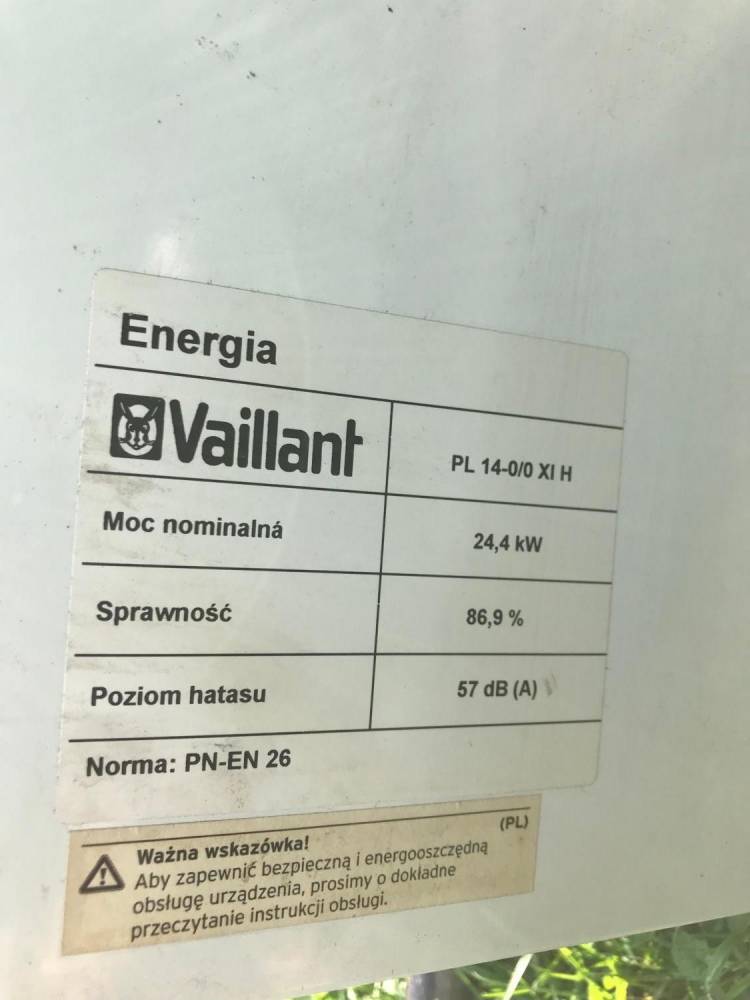 Energia
Vaillant
PL 14-0/0 XI H
Moc nominalná
24,4 kW
Sprawność
86,9 %
Poziom hatasu
57 dB (A)
Norma: PN-EN 26
(PL)
Ważna wskazówka!
Aby zapewnić bezpieczną i energooszczędną
obsługę urządzenia, prosimy o dokładne
przeczytanie instrukcji obsługi.